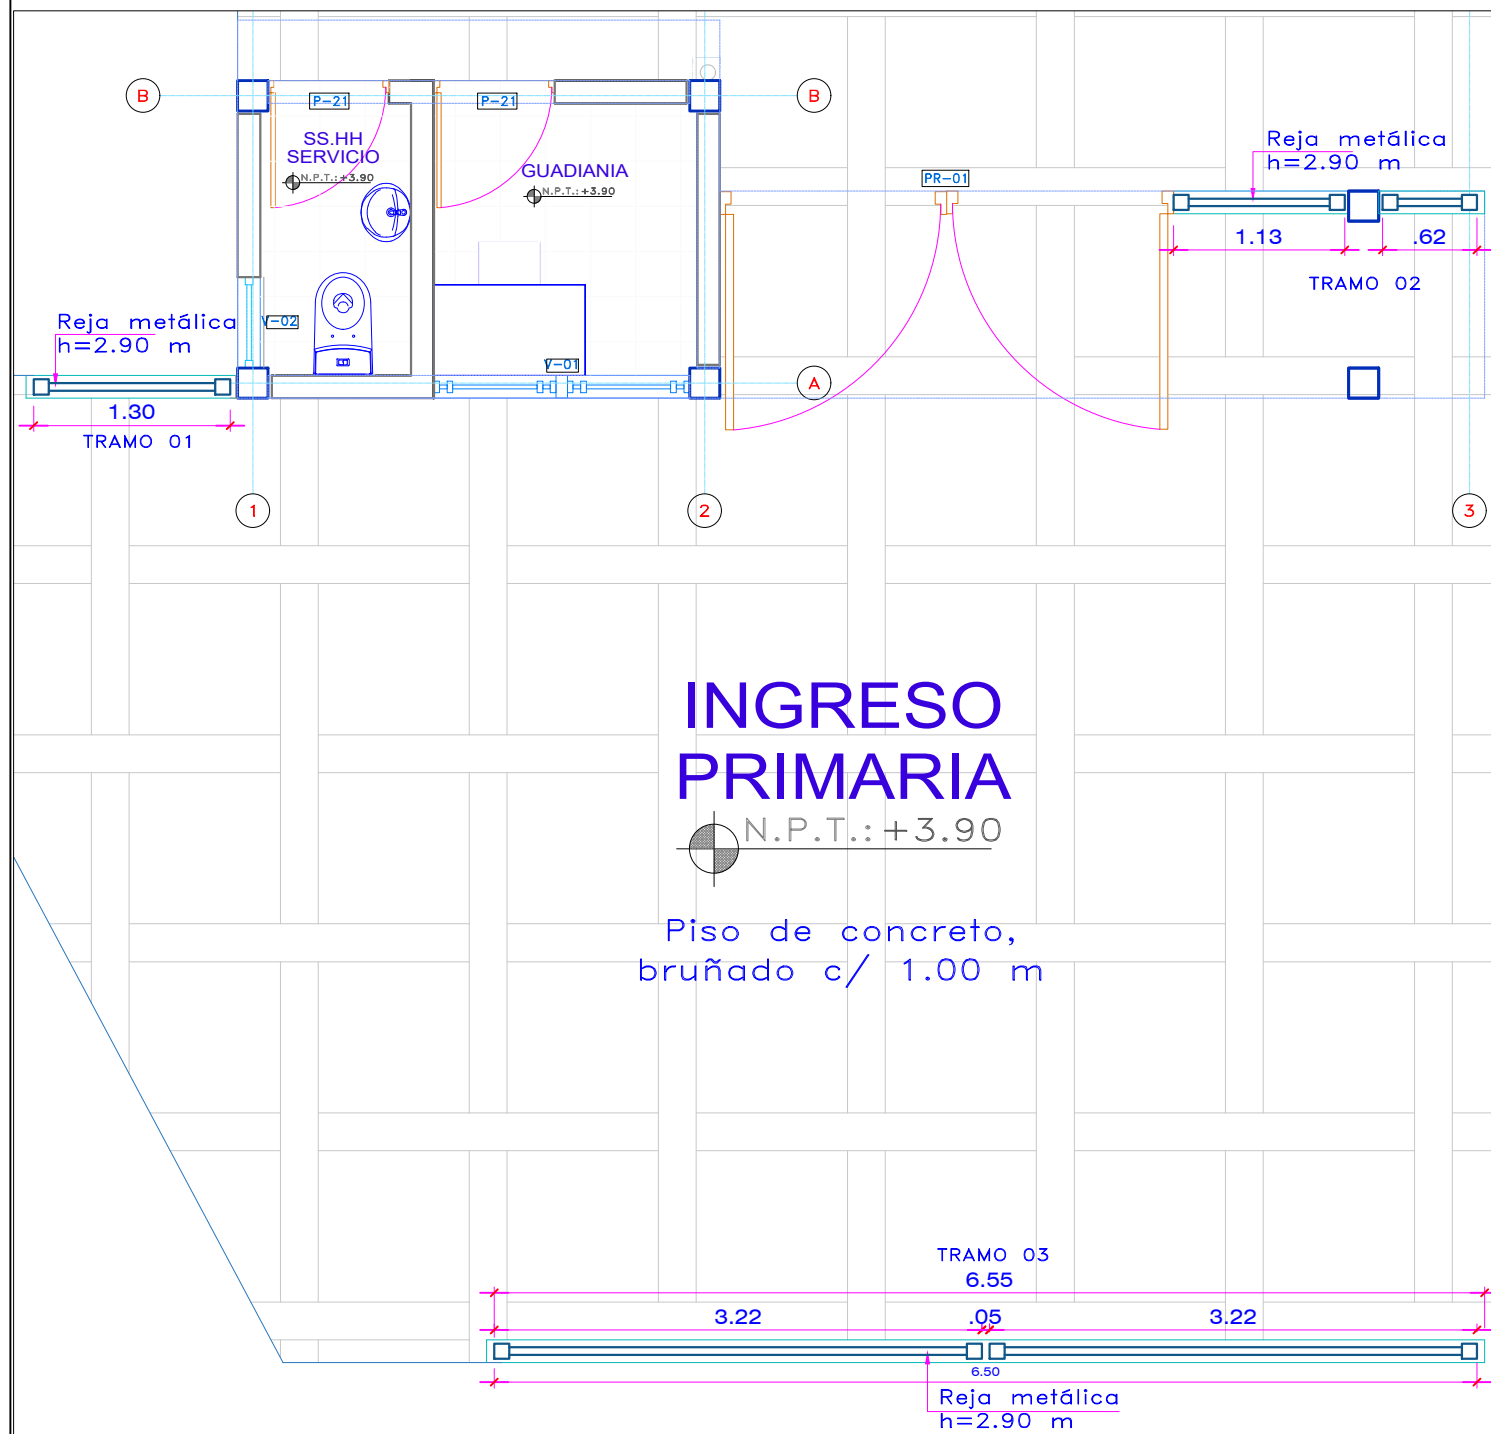 B
P-21
P-21
B
SS.HH
SERVICIO
N.P.T.:+3.90
GUADIANIA
N.P.T.:+3.90
PR-01
Reja metálica
h=2.90 m
1.13
.62
TRAMO 02
Reja metálica
h=2.90 m
V-02
V-01
A
1.30
TRAMO 01
1
2
3
INGRESO
PRIMARIA
N.P.T.:+3.90
Piso de concreto,
bruñado c/ 1.00 m
TRAMO 03
6.55
3.22
.05
3.22
6.50
Reja metálica
h=2.90 m